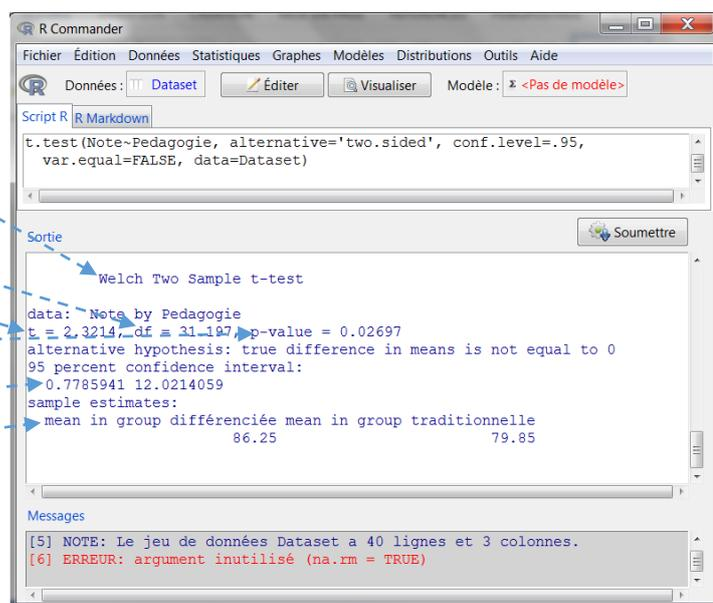 R Commander
Fichier Édition Données Statistiques Graphes Modèles Distributions Outils Aide
Données : Dataset Éditer Visualiser Modèle : Σ <Pas de modèle>
Script R R Markdown
t.test(Note~Pedagogie, alternative='two.sided', conf.level=.95,
var.equal=FALSE, data=Dataset)
Sortie
Soumettre
Welch Two Sample t-test
data: Note by Pedagogie
t = 2.3214, df = 31.197, p-value = 0.02697
alternative hypothesis: true difference in means is not equal to 0
95 percent confidence interval:
0.7785941 12.0214059
sample estimates:
mean in group différenciée mean in group traditionnelle
86.25 79.85
Messages
[5] NOTE: Le jeu de données Dataset a 40 lignes et 3 colonnes.
[6] ERREUR: argument inutilisé (na.rm = TRUE)